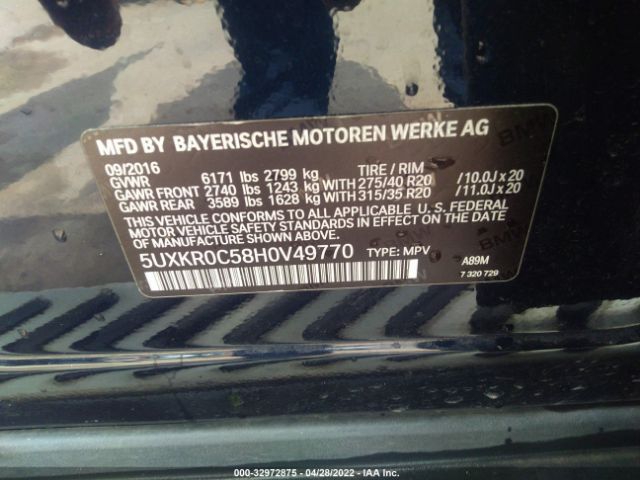 MFD BY BAYERISCHE MOTOREN WERKE AG
09/2016
TIRE / RIM
GVWR 6171 lbs 2799 kg
GAWR FRONT 2740 lbs 1243 kg WITH 275/40 R20 /10.0J x 20
GAWR REAR 3589 lbs 1628 kg WITH 315/35 R20 /11.0J x 20
THIS VEHICLE CONFORMS TO ALL APPLICABLE U. S. FEDERAL
MOTOR VEHICLE SAFETY STANDARDS IN EFFECT ON THE DATE
OF MANUFACTURE SHOWN ABOVE.
5UXKR0C58H0V49770 TYPE: MPV A89M
7 320 729
000-32972875 04/28/2022 IAA Inc.